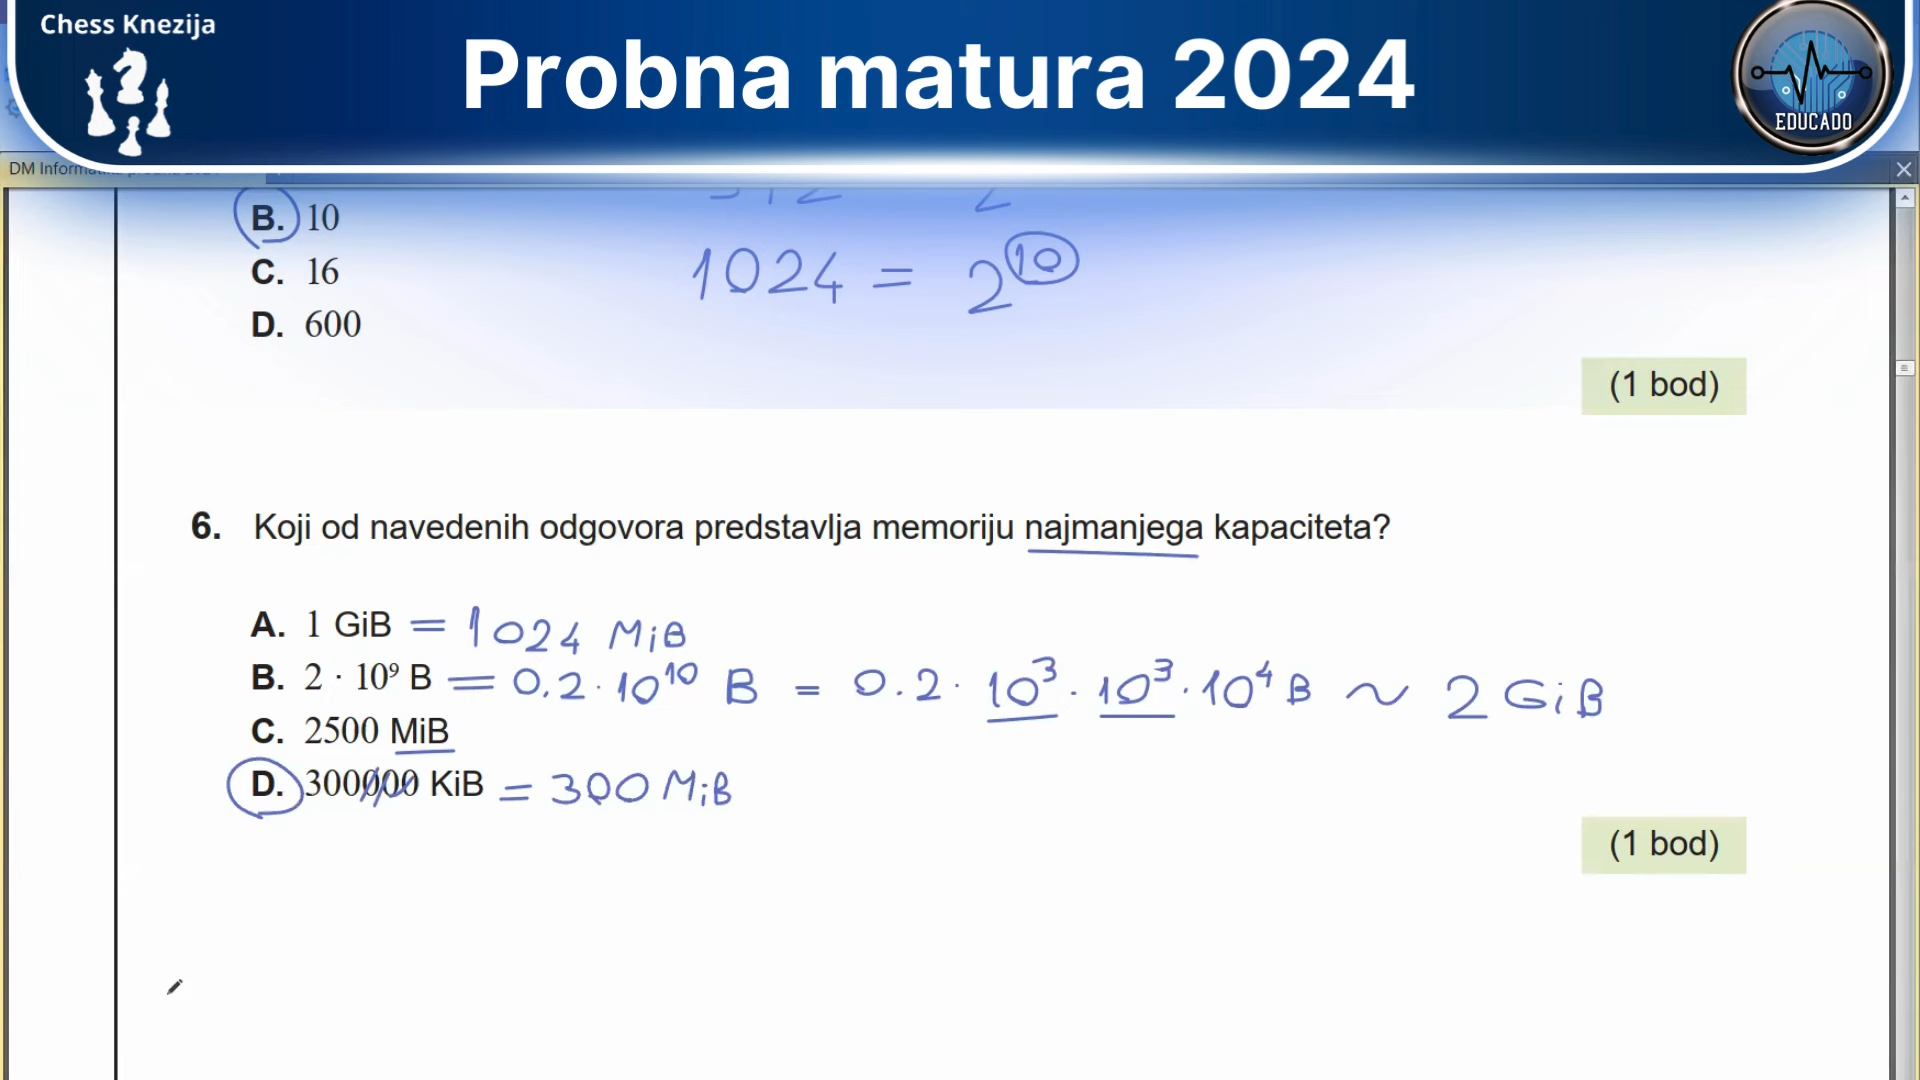 Chess Knezija
Probna matura 2024
EDUCADO
DM Informatika
B. 10
1024 = 2^10
C. 16
D. 600
(1 bod)
6. Koji od navedenih odgovora predstavlja memoriju najmanjega kapaciteta?
A. 1 GiB = 1024 MiB
B. 2 · 10⁹ B = 0.2 · 10¹⁰ B = 0.2 · 10³ · 10³ · 10⁴ B ~ 2 GiB
C. 2500 MiB
D. 300000 KiB = 300 MiB
(1 bod)